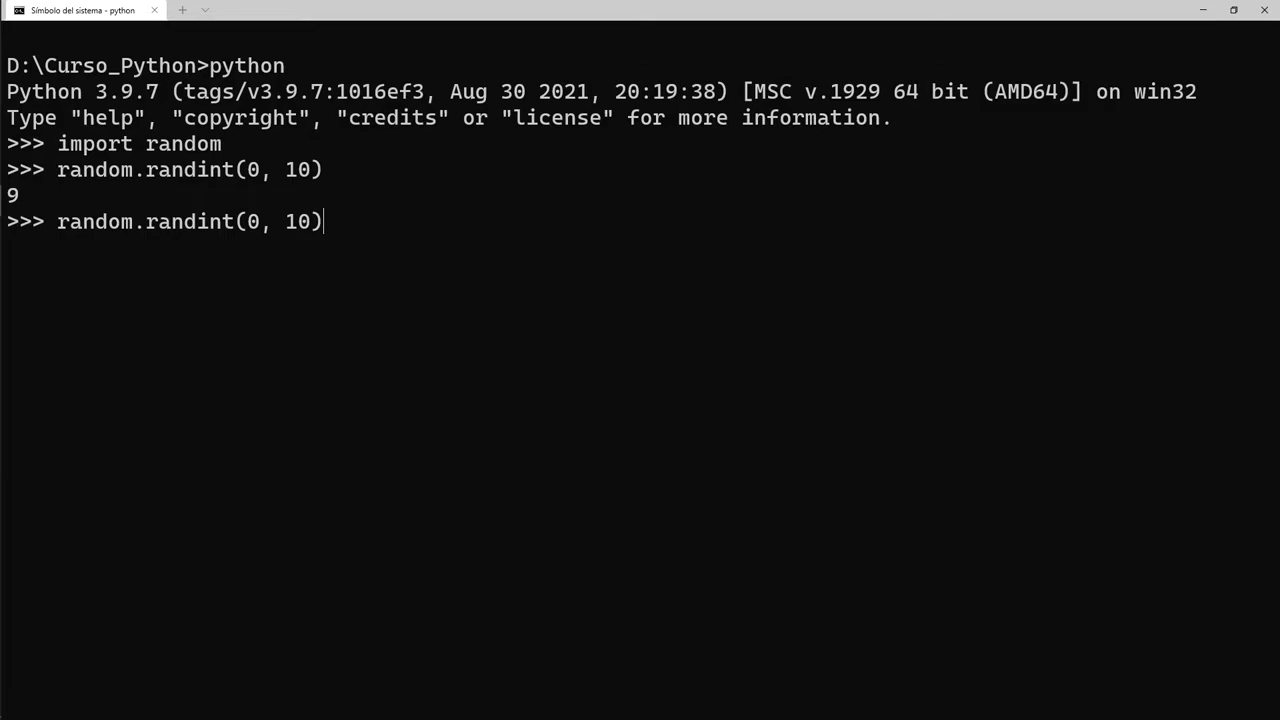 Símbolo del sistema - python
D:\Curso_Python>python
Python 3.9.7 (tags/v3.9.7:1016ef3, Aug 30 2021, 20:19:38) [MSC v.1929 64 bit (AMD64)] on win32
Type "help", "copyright", "credits" or "license" for more information.
>>> import random
>>> random.randint(0, 10)
9
>>> random.randint(0, 10)